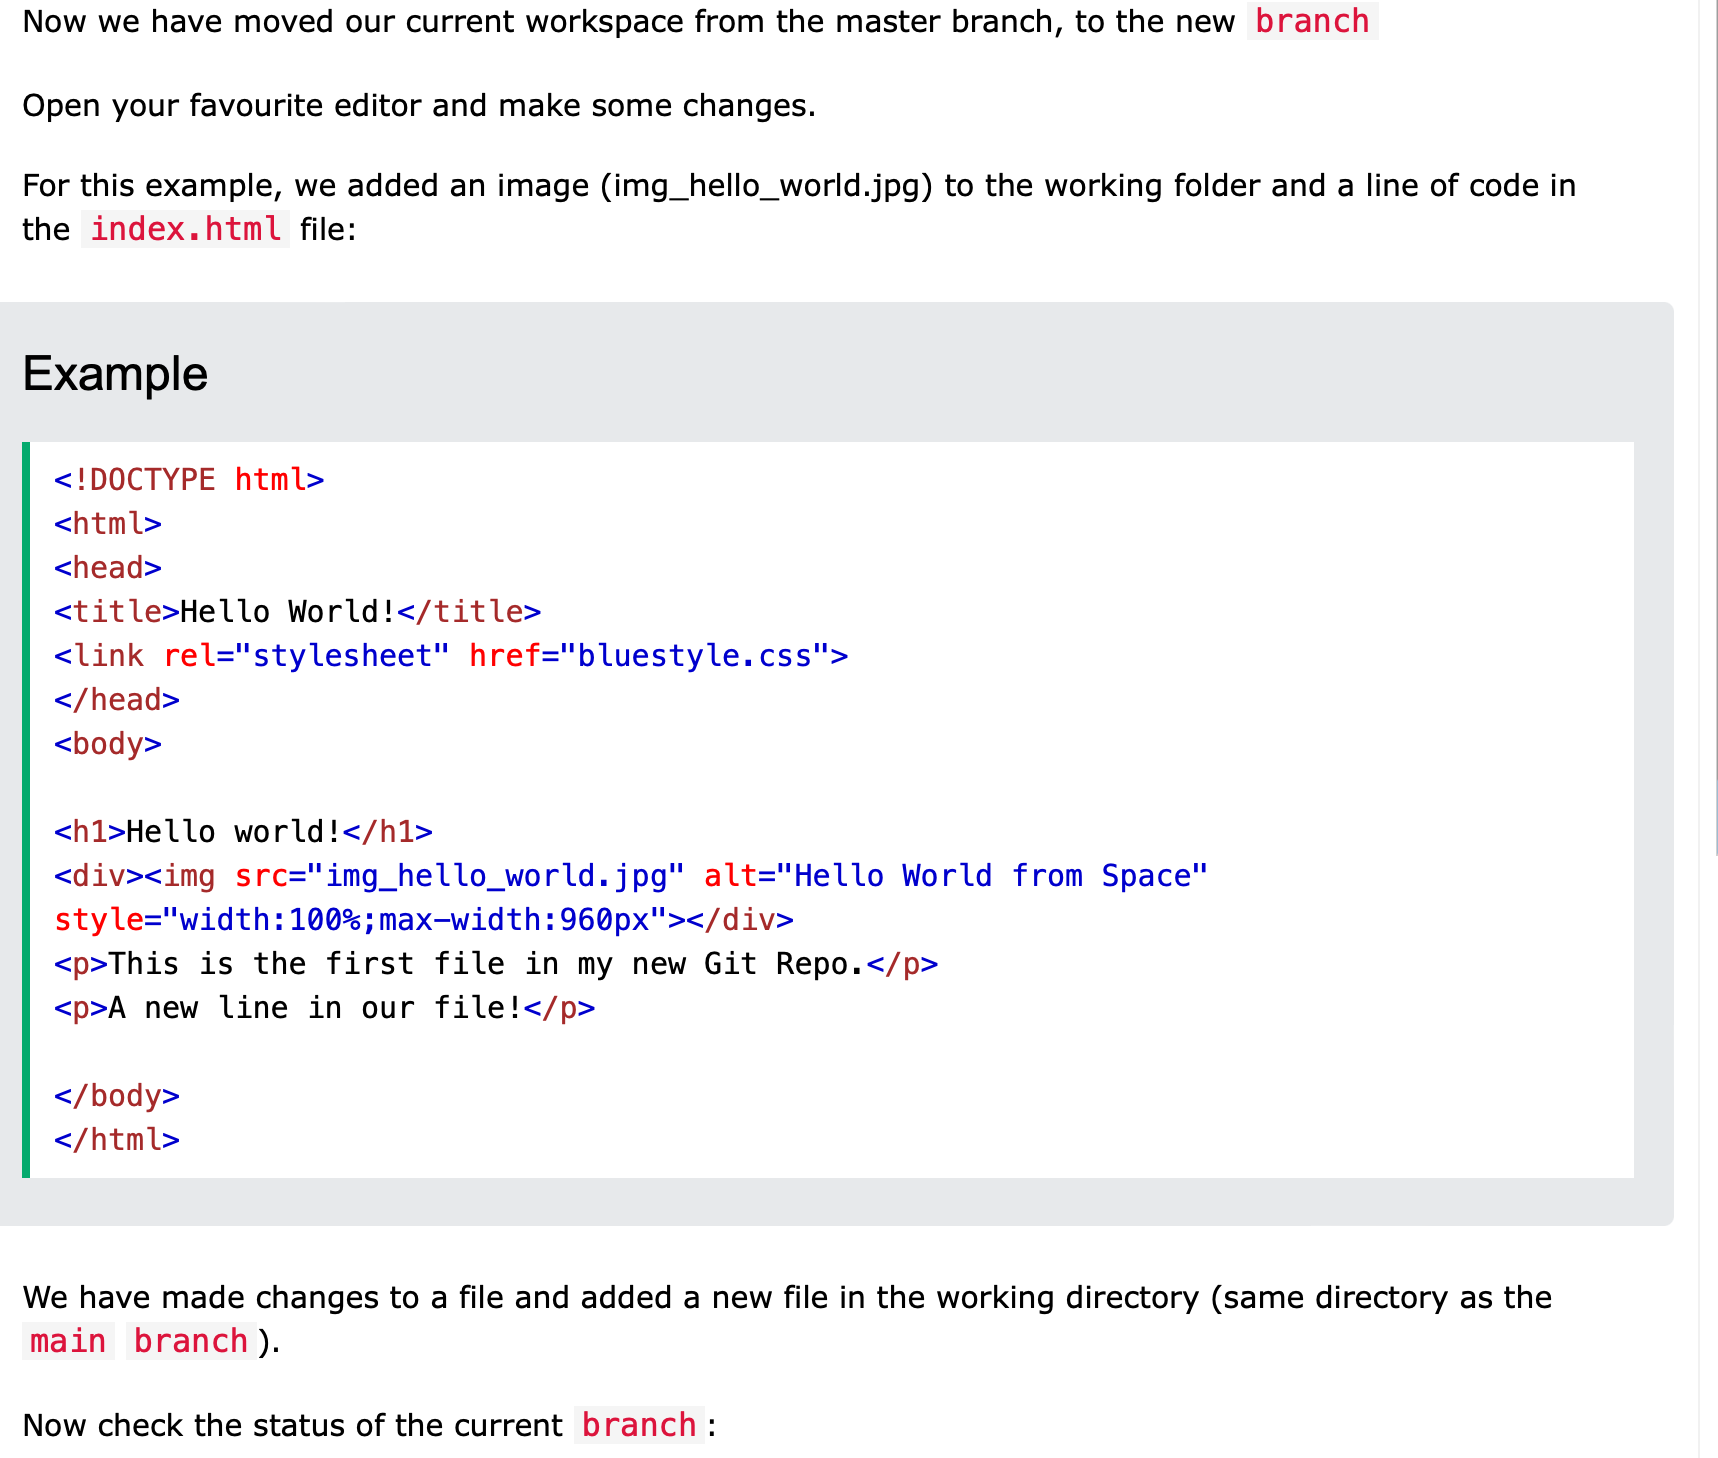 Now we have moved our current workspace from the master branch, to the new branch
Open your favourite editor and make some changes.
For this example, we added an image (img_hello_world.jpg) to the working folder and a line of code in
the index.html file:
Example
<!DOCTYPE html>
<html>
<head>
<title>Hello World!</title>
<link rel="stylesheet" href="bluestyle.css">
</head>
<body>
<h1>Hello world!</h1>
<div><img src="img_hello_world.jpg" alt="Hello World from Space"
style="width:100%;max-width:960px"></div>
<p>This is the first file in my new Git Repo.</p>
<p>A new line in our file!</p>
</body>
</html>
We have made changes to a file and added a new file in the working directory (same directory as the
main branch).
Now check the status of the current branch: